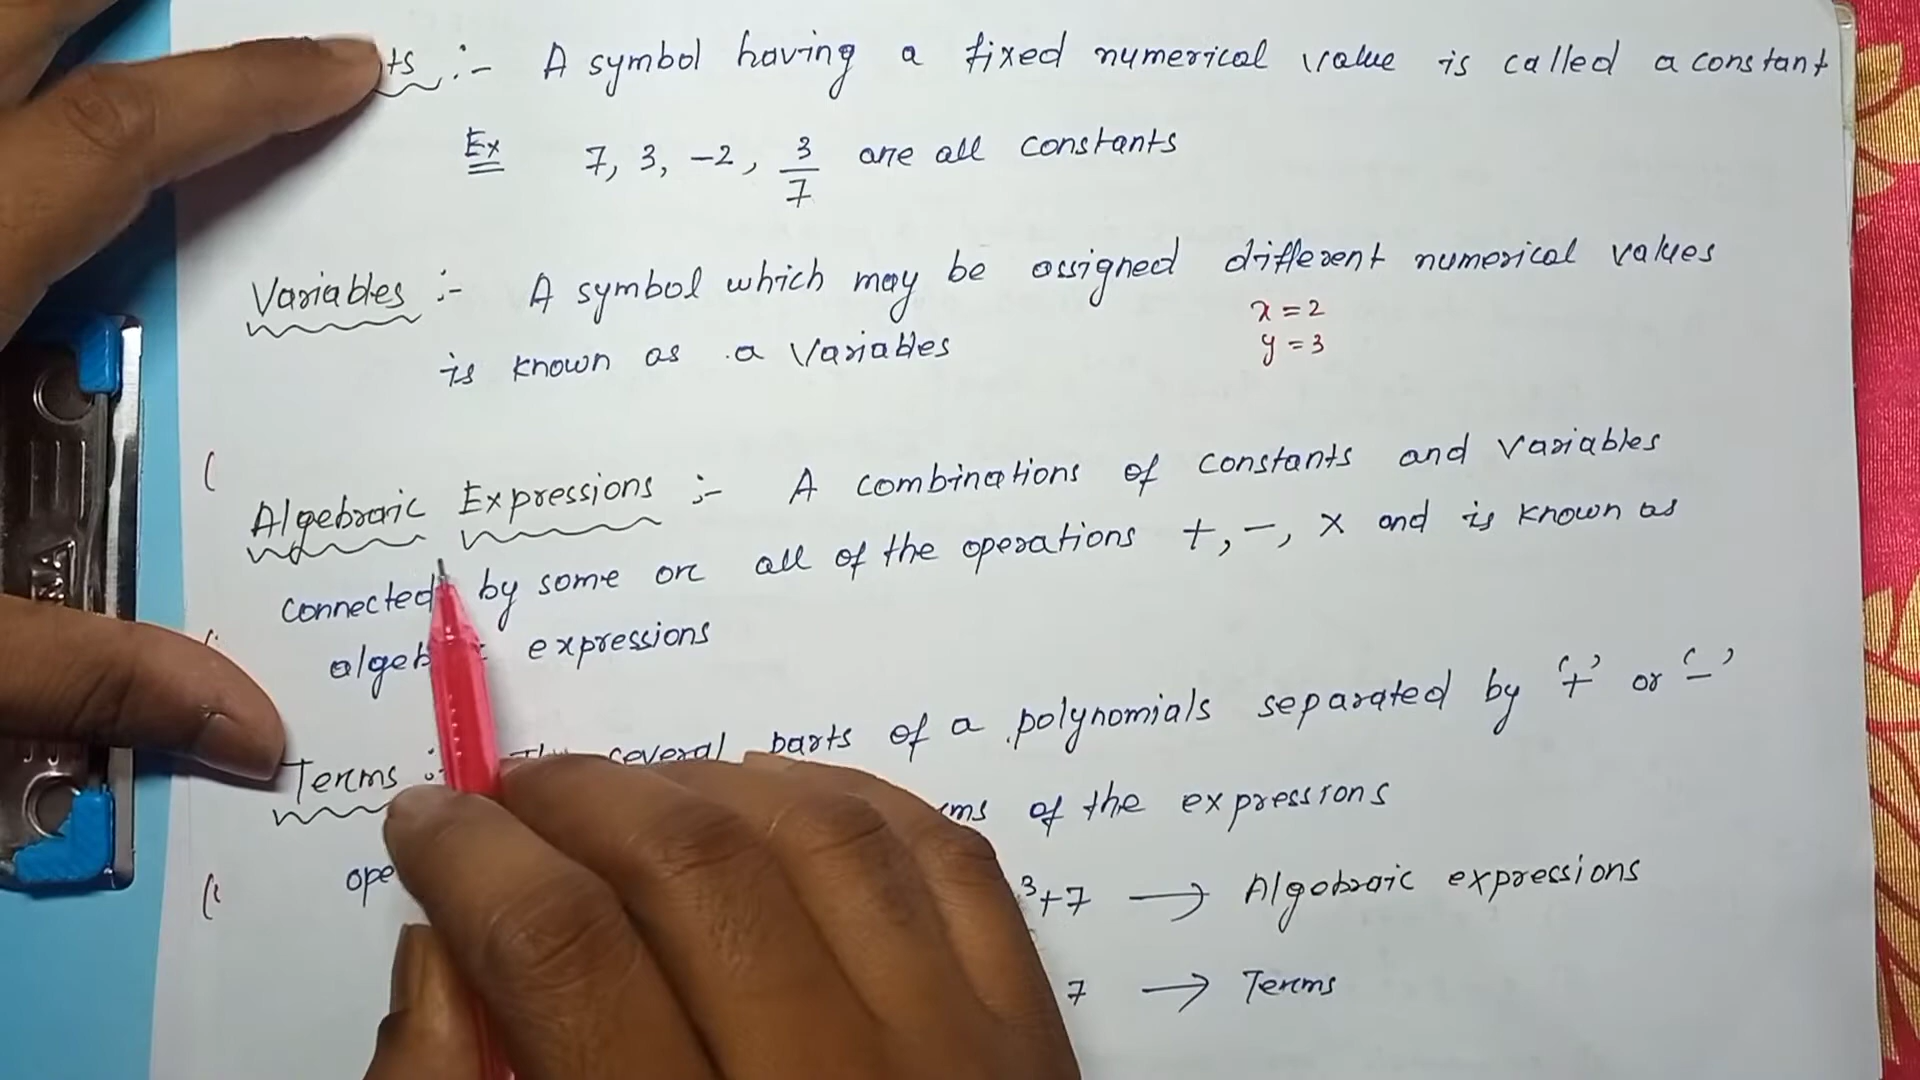 :- A symbol having a fixed numerical value is called a constant
Ex 7, 3, -2, 3/7 are all constants
Variables :- A symbol which may be assigned different numerical values
x = 2
y = 3
is known as a Variables
Algebraic Expressions :- A combinations of constants and variables
connected by some or all of the operations +, -, x and is known as
expressions
Terms :- several parts of a polynomials separated by '+' or '-'
of the expressions
3+7 → Algebraic expressions
7 → Terms